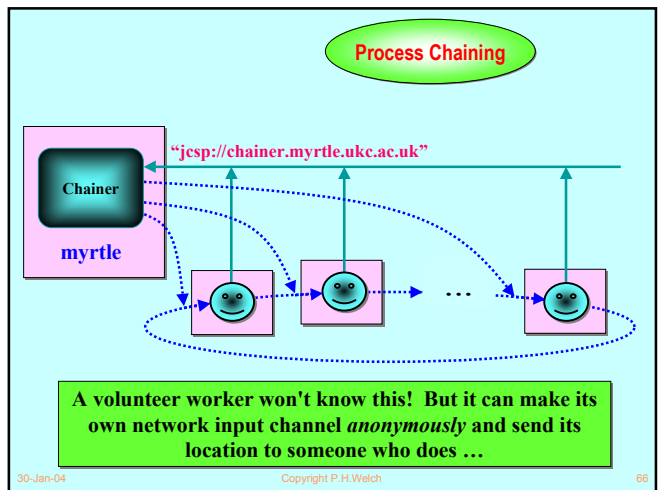 Process Chaining
“jcsp://chainer.myrtle.ukc.ac.uk”
Chainer
myrtle
...
A volunteer worker won't know this! But it can make its
own network input channel anonymously and send its
location to someone who does …
30-Jan-04
Copyright P.H.Welch
66